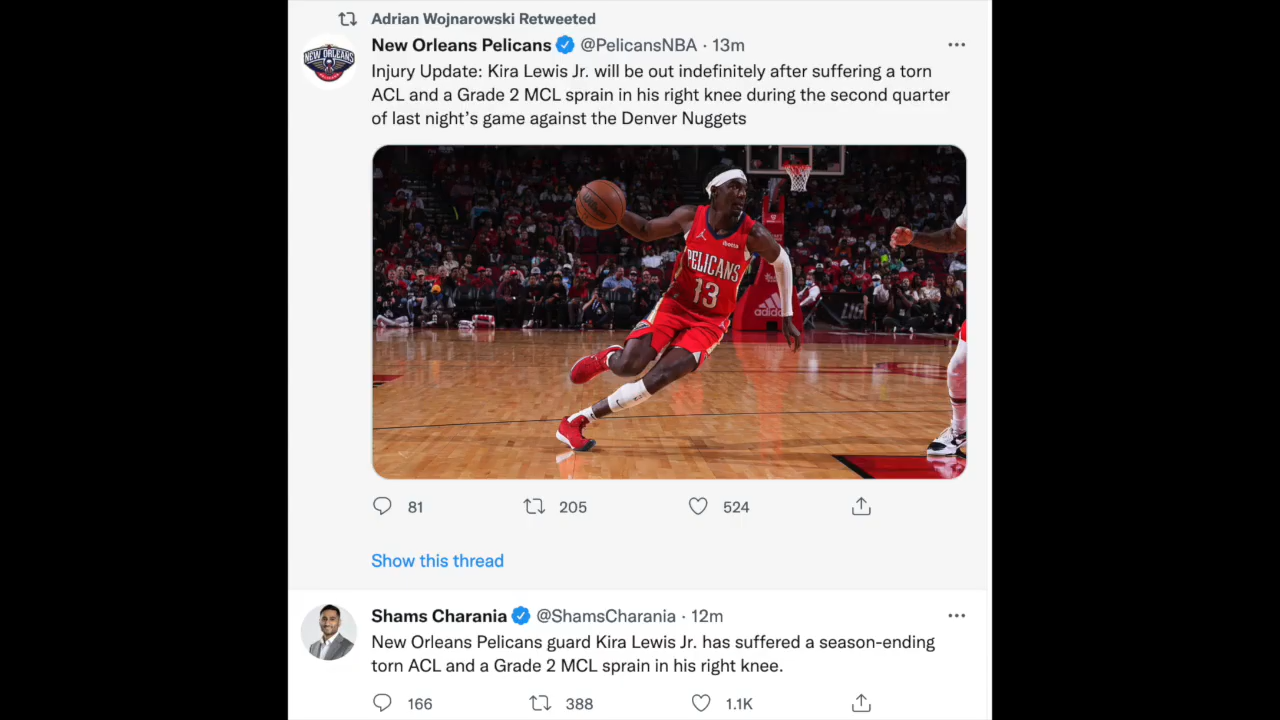 Adrian Wojnarowski Retweeted
New Orleans Pelicans @PelicansNBA · 13m
NEW ORLEANS
Injury Update: Kira Lewis Jr. will be out indefinitely after suffering a torn
ACL and a Grade 2 MCL sprain in his right knee during the second quarter
of last night’s game against the Denver Nuggets
PELICANS
13
adidas
81 205 524
Show this thread
Shams Charania @ShamsCharania · 12m
New Orleans Pelicans guard Kira Lewis Jr. has suffered a season-ending
torn ACL and a Grade 2 MCL sprain in his right knee.
166 388 1.1K